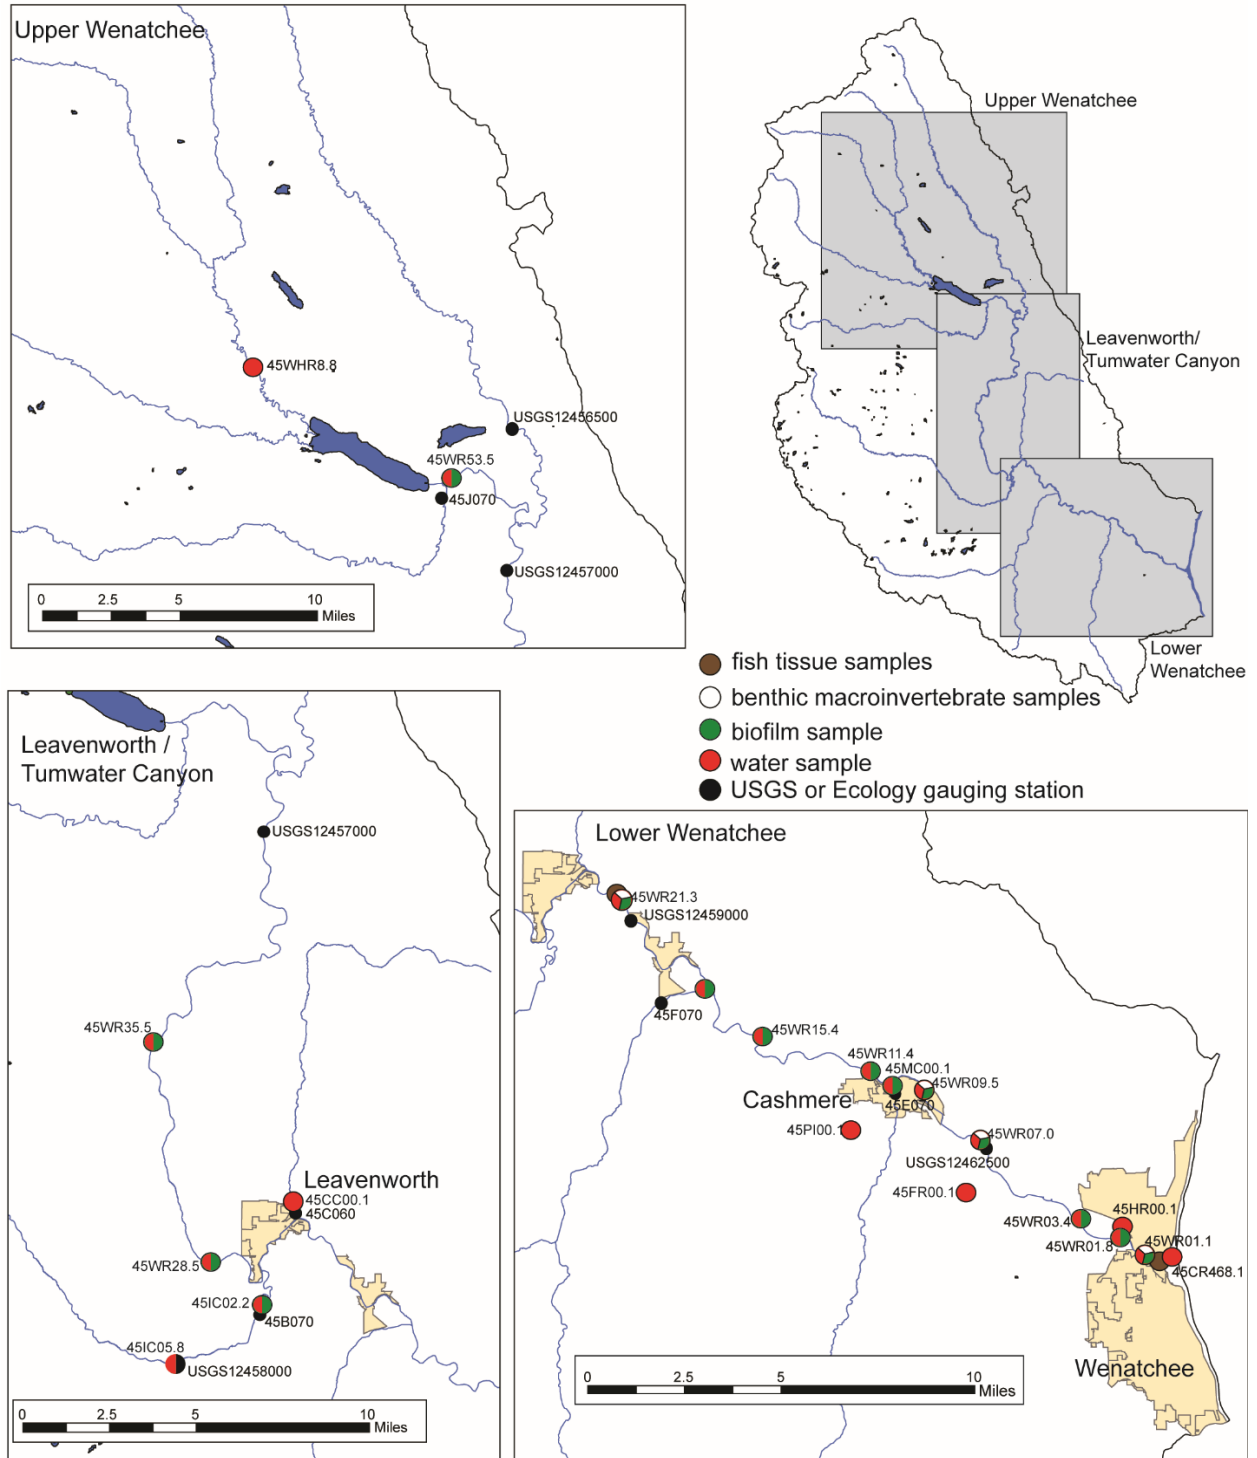 Upper Wenatchee
45WHR8.8
USGS12456500
45WR53.5
45J070
USGS12457000
0 2.5 5 10
Miles
Upper Wenatchee
Leavenworth/
Tumwater Canyon
Lower
Wenatchee
fish tissue samples
benthic macroinvertebrate samples
biofilm sample
water sample
USGS or Ecology gauging station
Leavenworth /
Tumwater Canyon
USGS12457000
45WR35.5
Leavenworth
45CC00.1
45C060
45WR28.5
45IC02.2
45B070
45IC05.8
USGS12458000
0 2.5 5 10
Miles
Lower Wenatchee
45WR21.3
USGS12459000
45F070
45WR15.4
45WR11.4
45MC00.1
45WR09.5
Cashmere
45E070
45PI00.1
45WR07.0
USGS12462500
45FR00.1
45WR03.4
45HR00.1
45WR01.8
45WR01.1
45CR468.1
Wenatchee
0 2.5 5 10
Miles